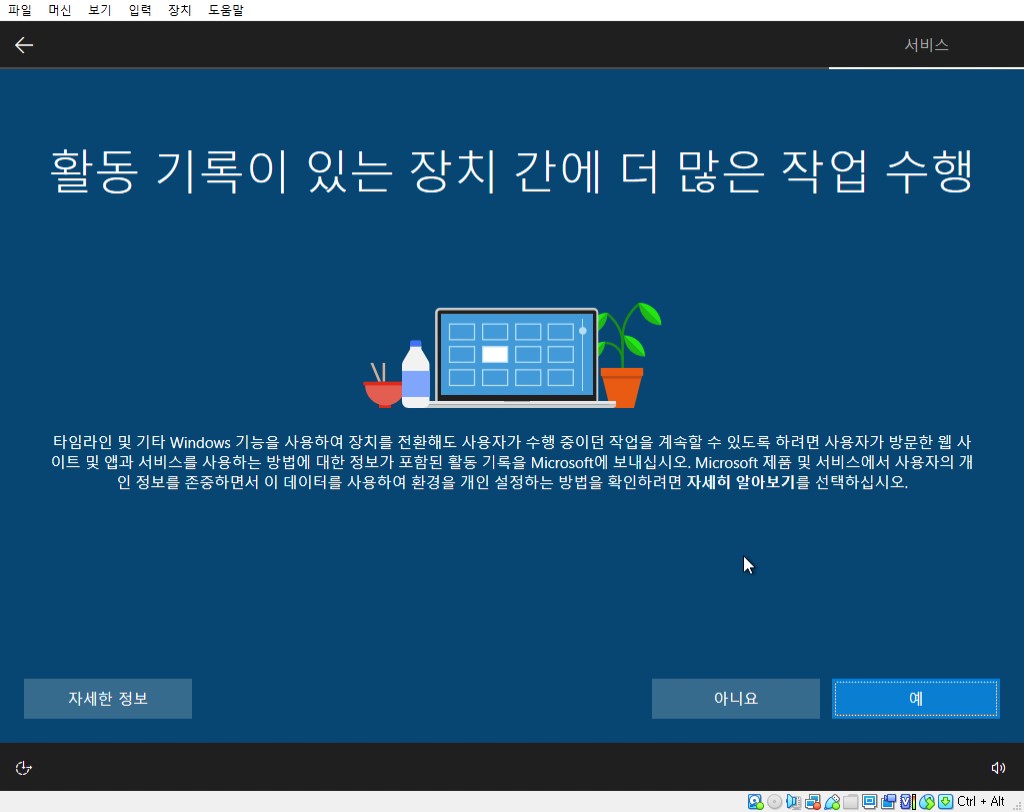 파일 머신 보기 입력 장치 도움말
서비스
활동 기록이 있는 장치 간에 더 많은 작업 수행
타임라인 및 기타 Windows 기능을 사용하여 장치를 전환해도 사용자가 수행 중이던 작업을 계속할 수 있도록 하려면 사용자가 방문한 웹 사
이트 및 앱과 서비스를 사용하는 방법에 대한 정보가 포함된 활동 기록을 Microsoft에 보내십시오. Microsoft 제품 및 서비스에서 사용자의 개
인 정보를 존중하면서 이 데이터를 사용하여 환경을 개인 설정하는 방법을 확인하려면 자세히 알아보기를 선택하십시오.
자세한 정보 아니요 예
Ctrl + Alt